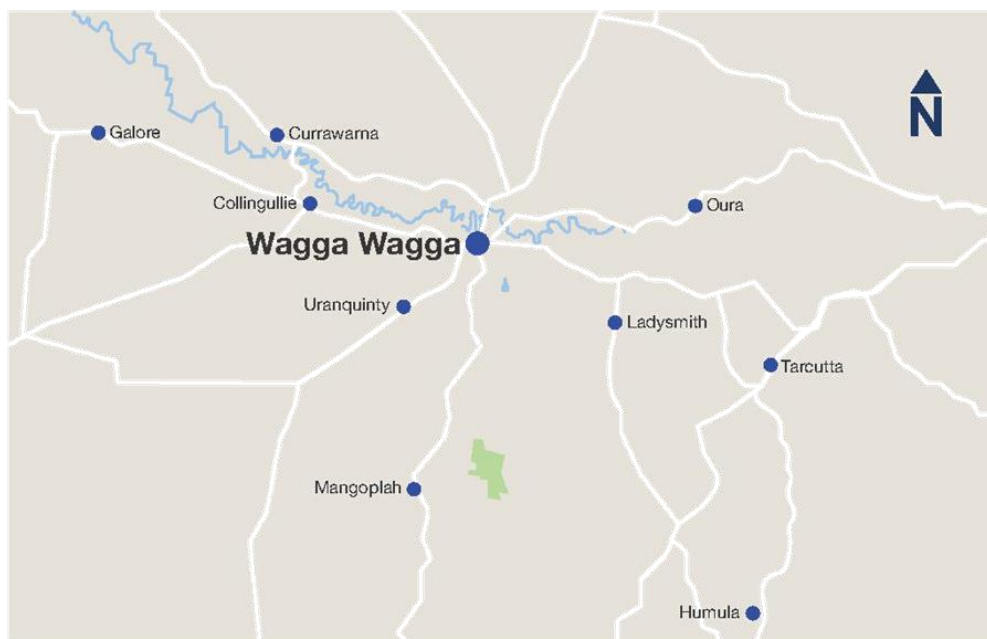 N
Galore
Currawarna
Collingullie
Oura
Wagga Wagga
Uranquinty
Ladysmith
Tarcutta
Mangoplah
Humula